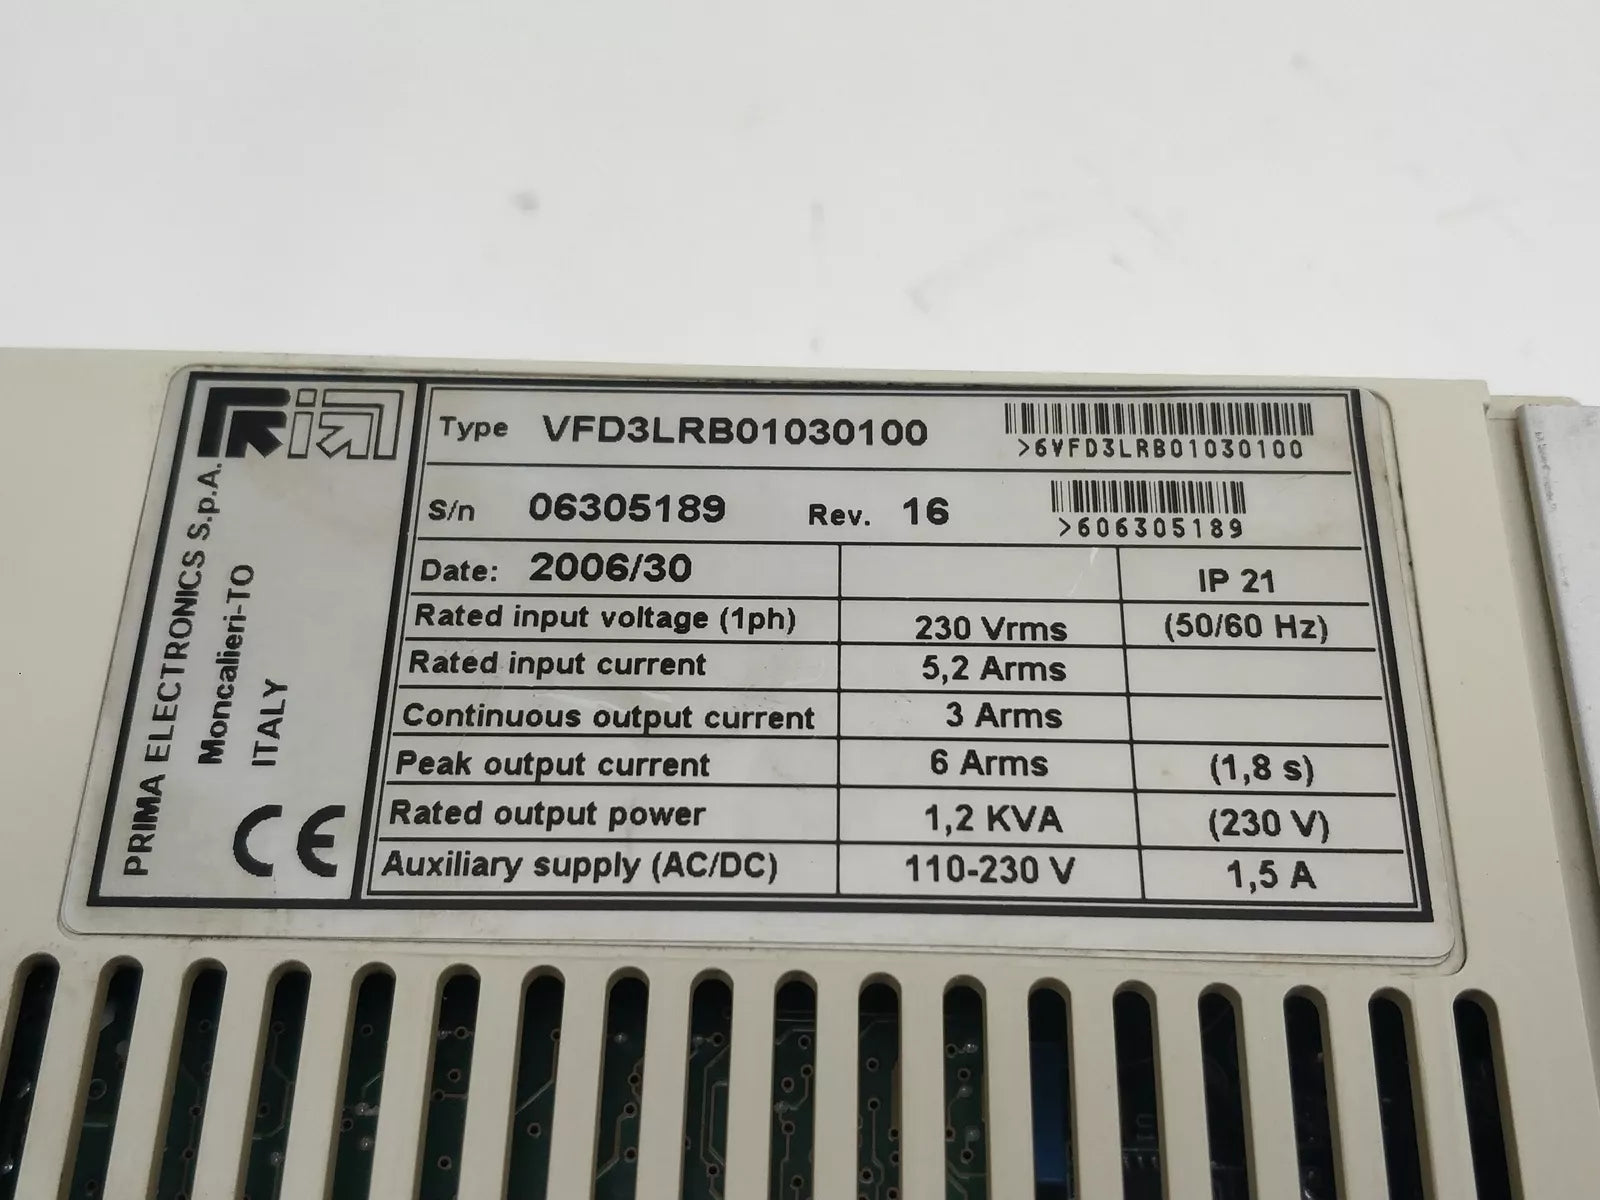 PRIMA ELECTRONICS S.p.A.
Moncalieri-TO
ITALY
CE
Type VFD3LRB01030100
>6VFD3LRB01030100
S/n 06305189 Rev. 16
>606305189
Date: 2006/30 IP 21
Rated input voltage (1ph) 230 Vrms (50/60 Hz)
Rated input current 5,2 Arms
Continuous output current 3 Arms
Peak output current 6 Arms (1,8 s)
Rated output power 1,2 KVA (230 V)
Auxiliary supply (AC/DC) 110-230 V 1,5 A